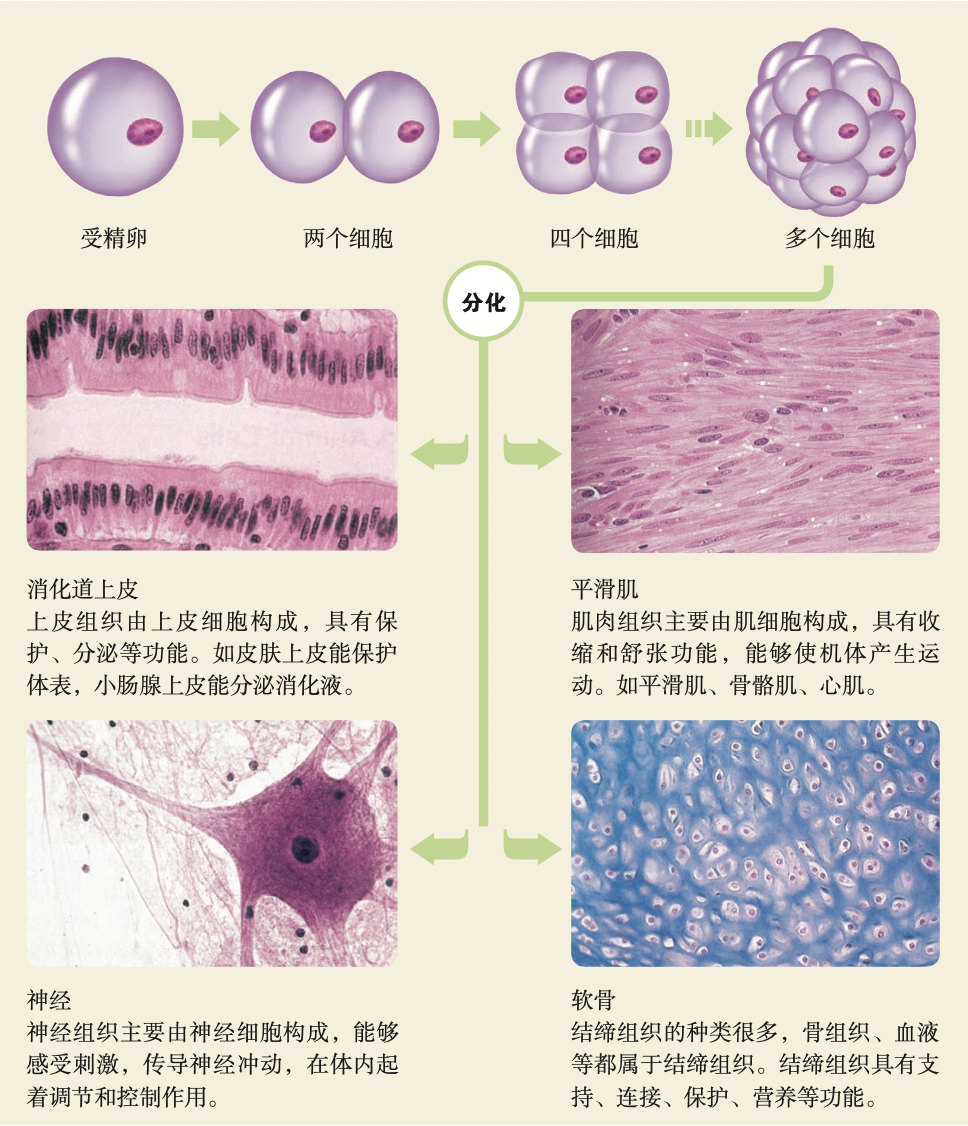 受精卵
两个细胞
四个细胞
多个细胞
分化
消化道上皮
上皮组织由上皮细胞构成，具有保
护、分泌等功能。如皮肤上皮能保护
体表，小肠腺上皮能分泌消化液。
平滑肌
肌肉组织主要由肌细胞构成，具有收
缩和舒张功能，能够使机体产生运
动。如平滑肌、骨骼肌、心肌。
神经
神经组织主要由神经细胞构成，能够
感受刺激，传导神经冲动，在体内起
着调节和控制作用。
软骨
结缔组织的种类很多，骨组织、血液
等都属于结缔组织。结缔组织具有支
持、连接、保护、营养等功能。